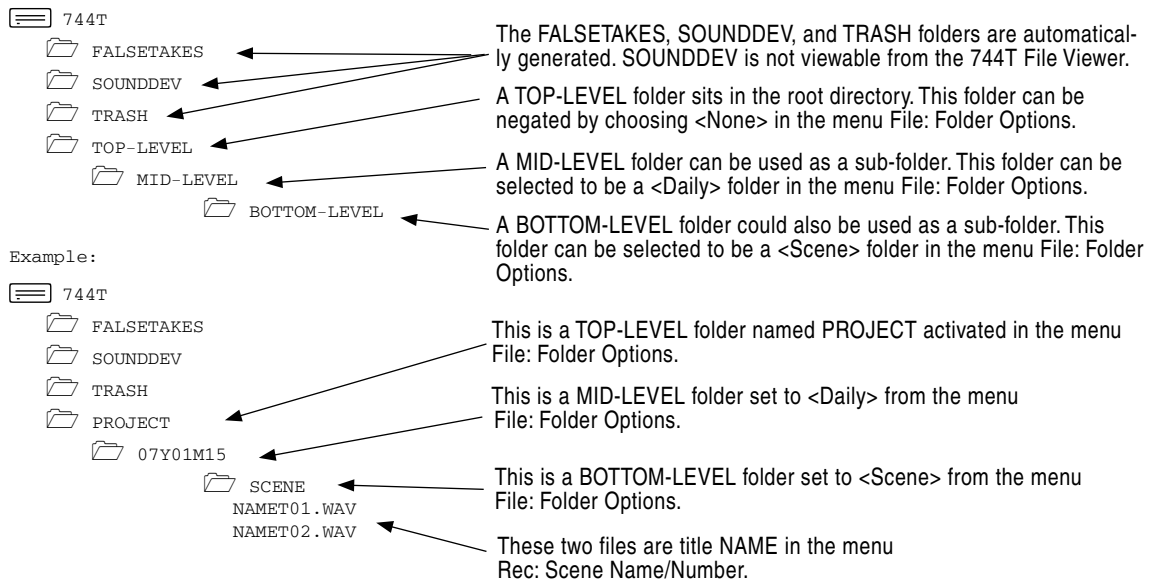 744T
FALSETAKES
SOUNDDEV
TRASH
TOP-LEVEL
MID-LEVEL
BOTTOM-LEVEL
The FALSETAKES, SOUNDDEV, and TRASH folders are automatical-
ly generated. SOUNDDEV is not viewable from the 744T File Viewer.
A TOP-LEVEL folder sits in the root directory. This folder can be
negated by choosing <None> in the menu File: Folder Options.
A MID-LEVEL folder can be used as a sub-folder. This folder can be
selected to be a <Daily> folder in the menu File: Folder Options.
A BOTTOM-LEVEL folder could also be used as a sub-folder. This
folder can be selected to be a <Scene> folder in the menu File: Folder
Options.
Example:
744T
FALSETAKES
SOUNDDEV
TRASH
PROJECT
07Y01M15
SCENE
NAMET01.WAV
NAMET02.WAV
This is a TOP-LEVEL folder named PROJECT activated in the menu
File: Folder Options.
This is a MID-LEVEL folder set to <Daily> from the menu
File: Folder Options.
This is a BOTTOM-LEVEL folder set to <Scene> from the menu
File: Folder Options.
These two files are title NAME in the menu
Rec: Scene Name/Number.